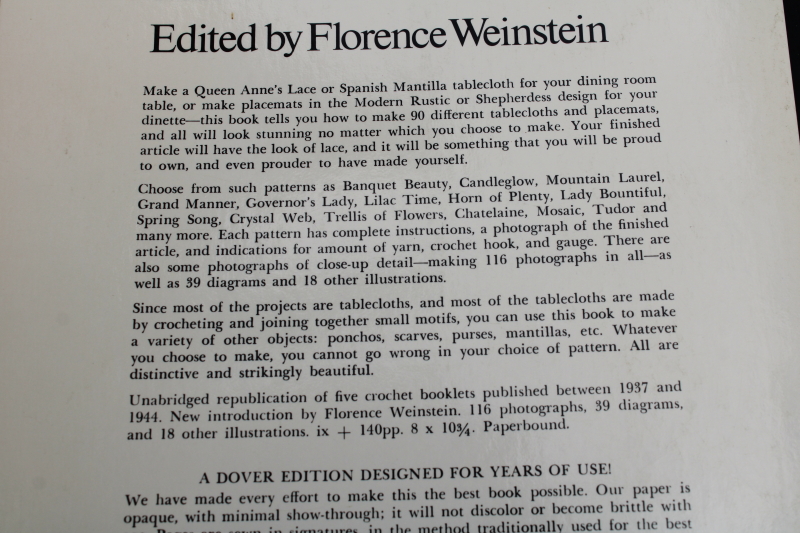 Edited by Florence Weinstein
Make a Queen Anne's Lace or Spanish Mantilla tablecloth for your dining room
table, or make placemats in the Modern Rustic or Shepherdess design for your
dinette—this book tells you how to make 90 different tablecloths and placemats,
and all will look stunning no matter which you choose to make. Your finished
article will have the look of lace, and it will be something that you will be proud
to own, and even prouder to have made yourself.
Choose from such patterns as Banquet Beauty, Candleglow, Mountain Laurel,
Grand Manner, Governor's Lady, Lilac Time, Horn of Plenty, Lady Bountiful,
Spring Song, Crystal Web, Trellis of Flowers, Chatelaine, Mosaic, Tudor and
many more. Each pattern has complete instructions, a photograph of the finished
article, and indications for amount of yarn, crochet hook, and gauge. There are
also some photographs of close-up detail—making 116 photographs in all—as
well as 39 diagrams and 18 other illustrations.
Since most of the projects are tablecloths, and most of the tablecloths are made
by crocheting and joining together small motifs, you can use this book to make
a variety of other objects: ponchos, scarves, purses, mantillas, etc. Whatever
you choose to make, you cannot go wrong in your choice of pattern. All are
distinctive and strikingly beautiful.
Unabridged republication of five crochet booklets published between 1937 and
1944. New introduction by Florence Weinstein. 116 photographs, 39 diagrams,
and 18 other illustrations. ix + 140pp. 8 x 10¾. Paperbound.
A DOVER EDITION DESIGNED FOR YEARS OF USE!
We have made every effort to make this the best book possible. Our paper is
opaque, with minimal show-through; it will not discolor or become brittle with
sewn in signatures, in the method traditionally used for the best